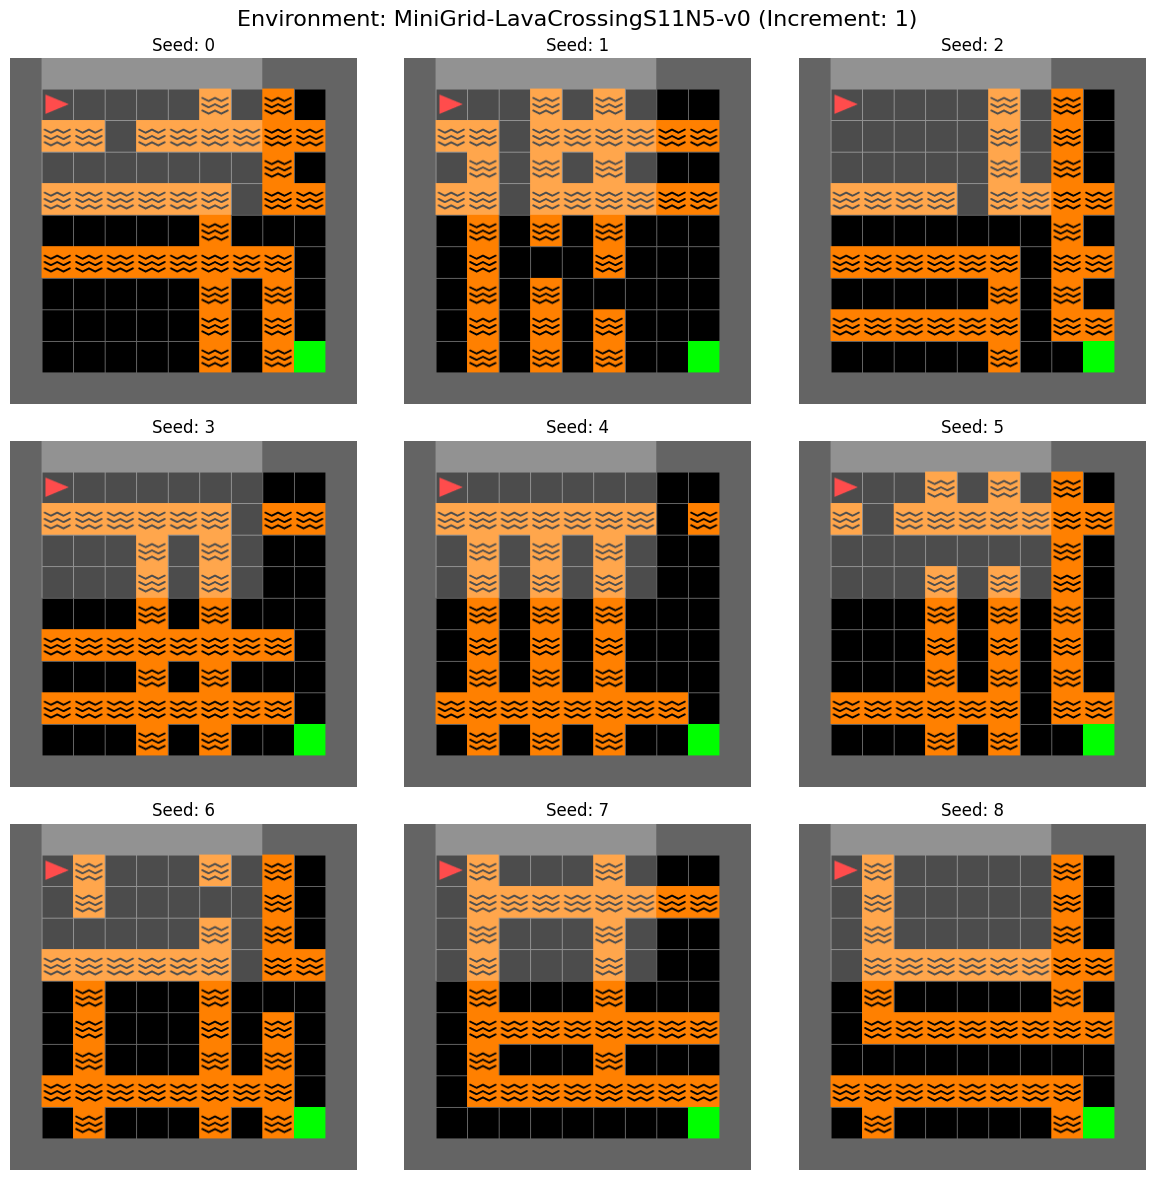 Environment: MiniGrid-LavaCrossingS11N5-v0 (Increment: 1)
Seed: 0
Seed: 1
Seed: 2
Seed: 3
Seed: 4
Seed: 5
Seed: 6
Seed: 7
Seed: 8